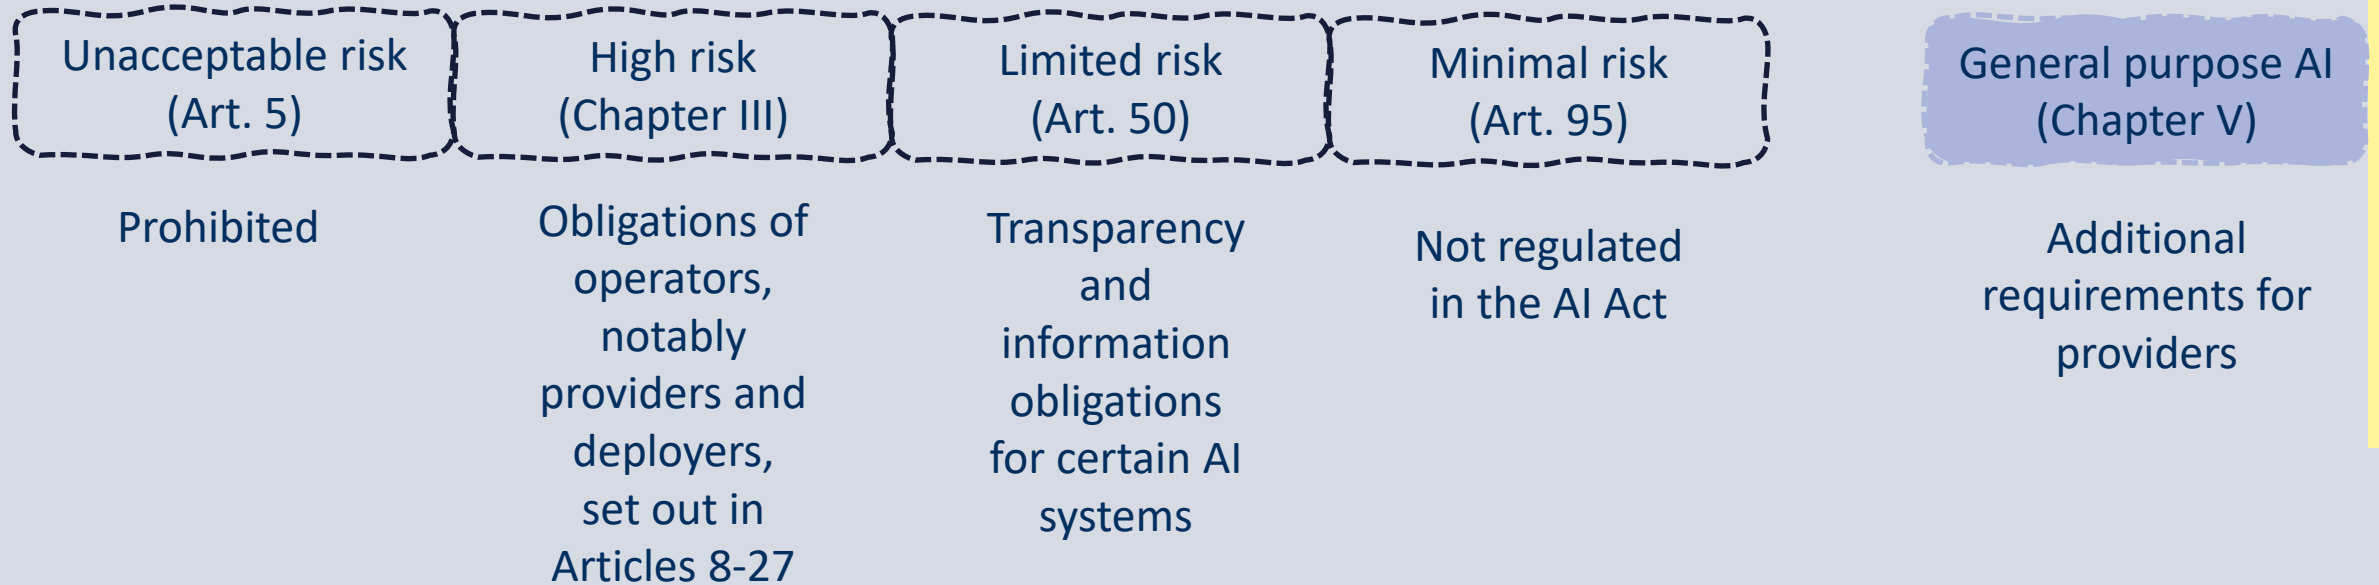 Unacceptable risk
(Art. 5)
Prohibited
High risk
(Chapter III)
Obligations of
operators,
notably
providers and
deployers,
set out in
Articles 8-27
Limited risk
(Art. 50)
Transparency
and
information
obligations
for certain AI
systems
Minimal risk
(Art. 95)
Not regulated
in the AI Act
General purpose AI
(Chapter V)
Additional
requirements for
providers